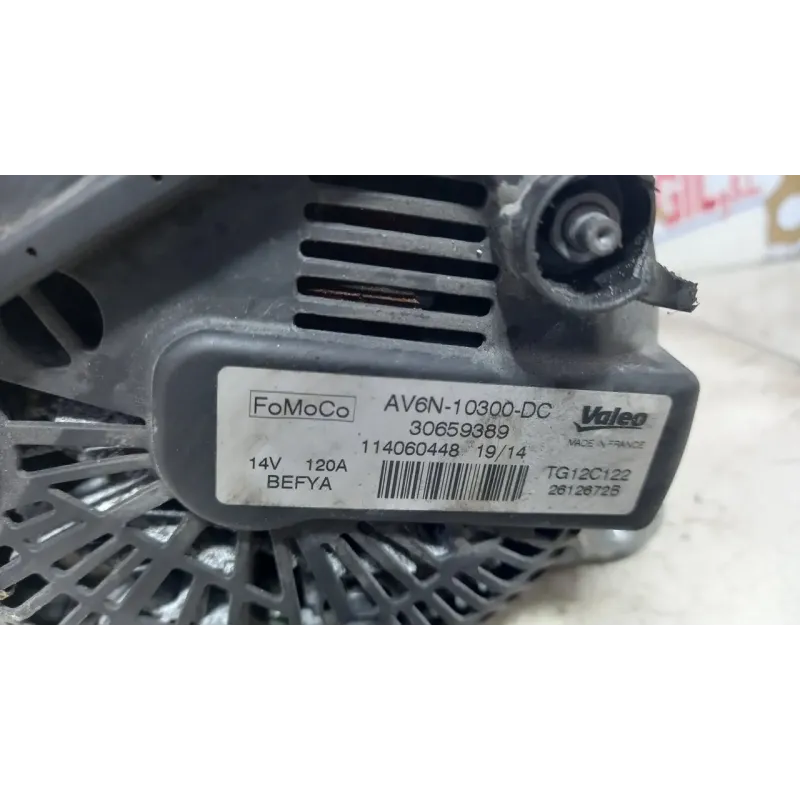 FoMoCo AV6N-10300-DC Valeo
30659389 MADE IN FRANCE
114060448 19/14
14V 120A TG12C122
BEFYA 2612672B